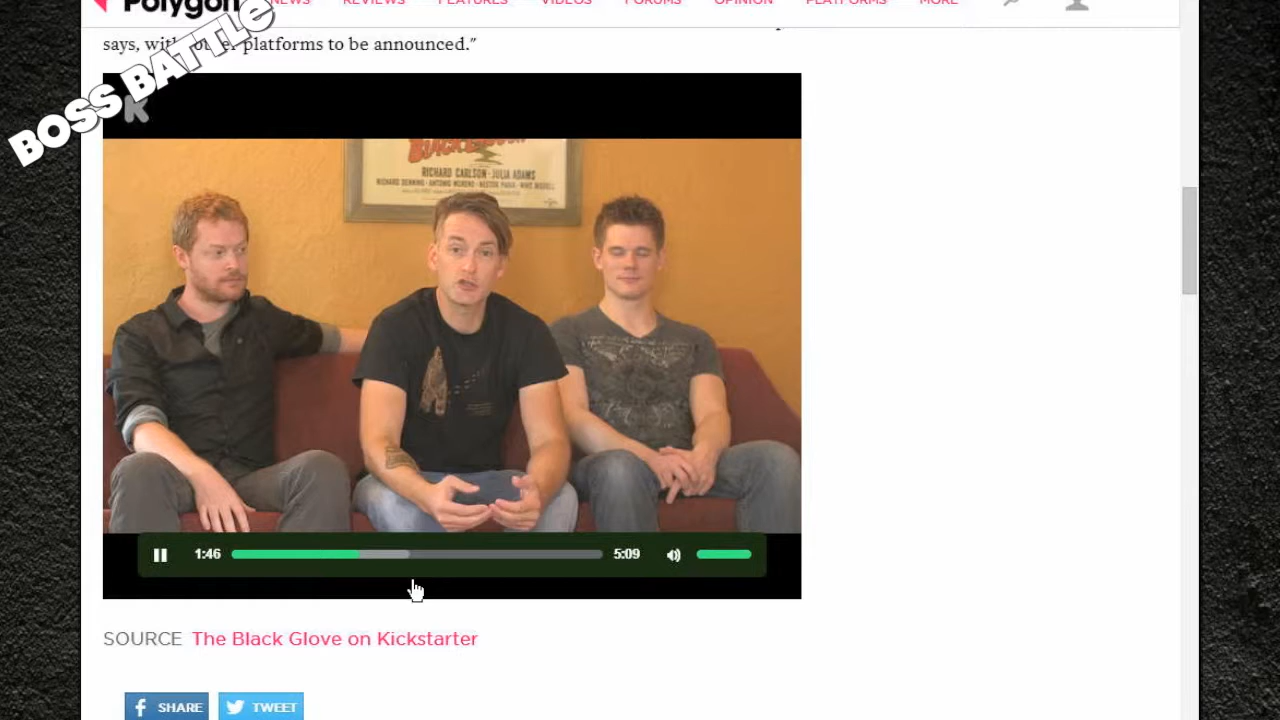 Polygon
NEWS REVIEWS FEATURES VIDEOS FORUMS OPINION PLATFORMS MORE
BOSS BATTLE
says, with other platforms to be announced."
K
RICHARD CARLSON · JULIA ADAMS
1:46
5:09
SOURCE The Black Glove on Kickstarter
SHARE
TWEET